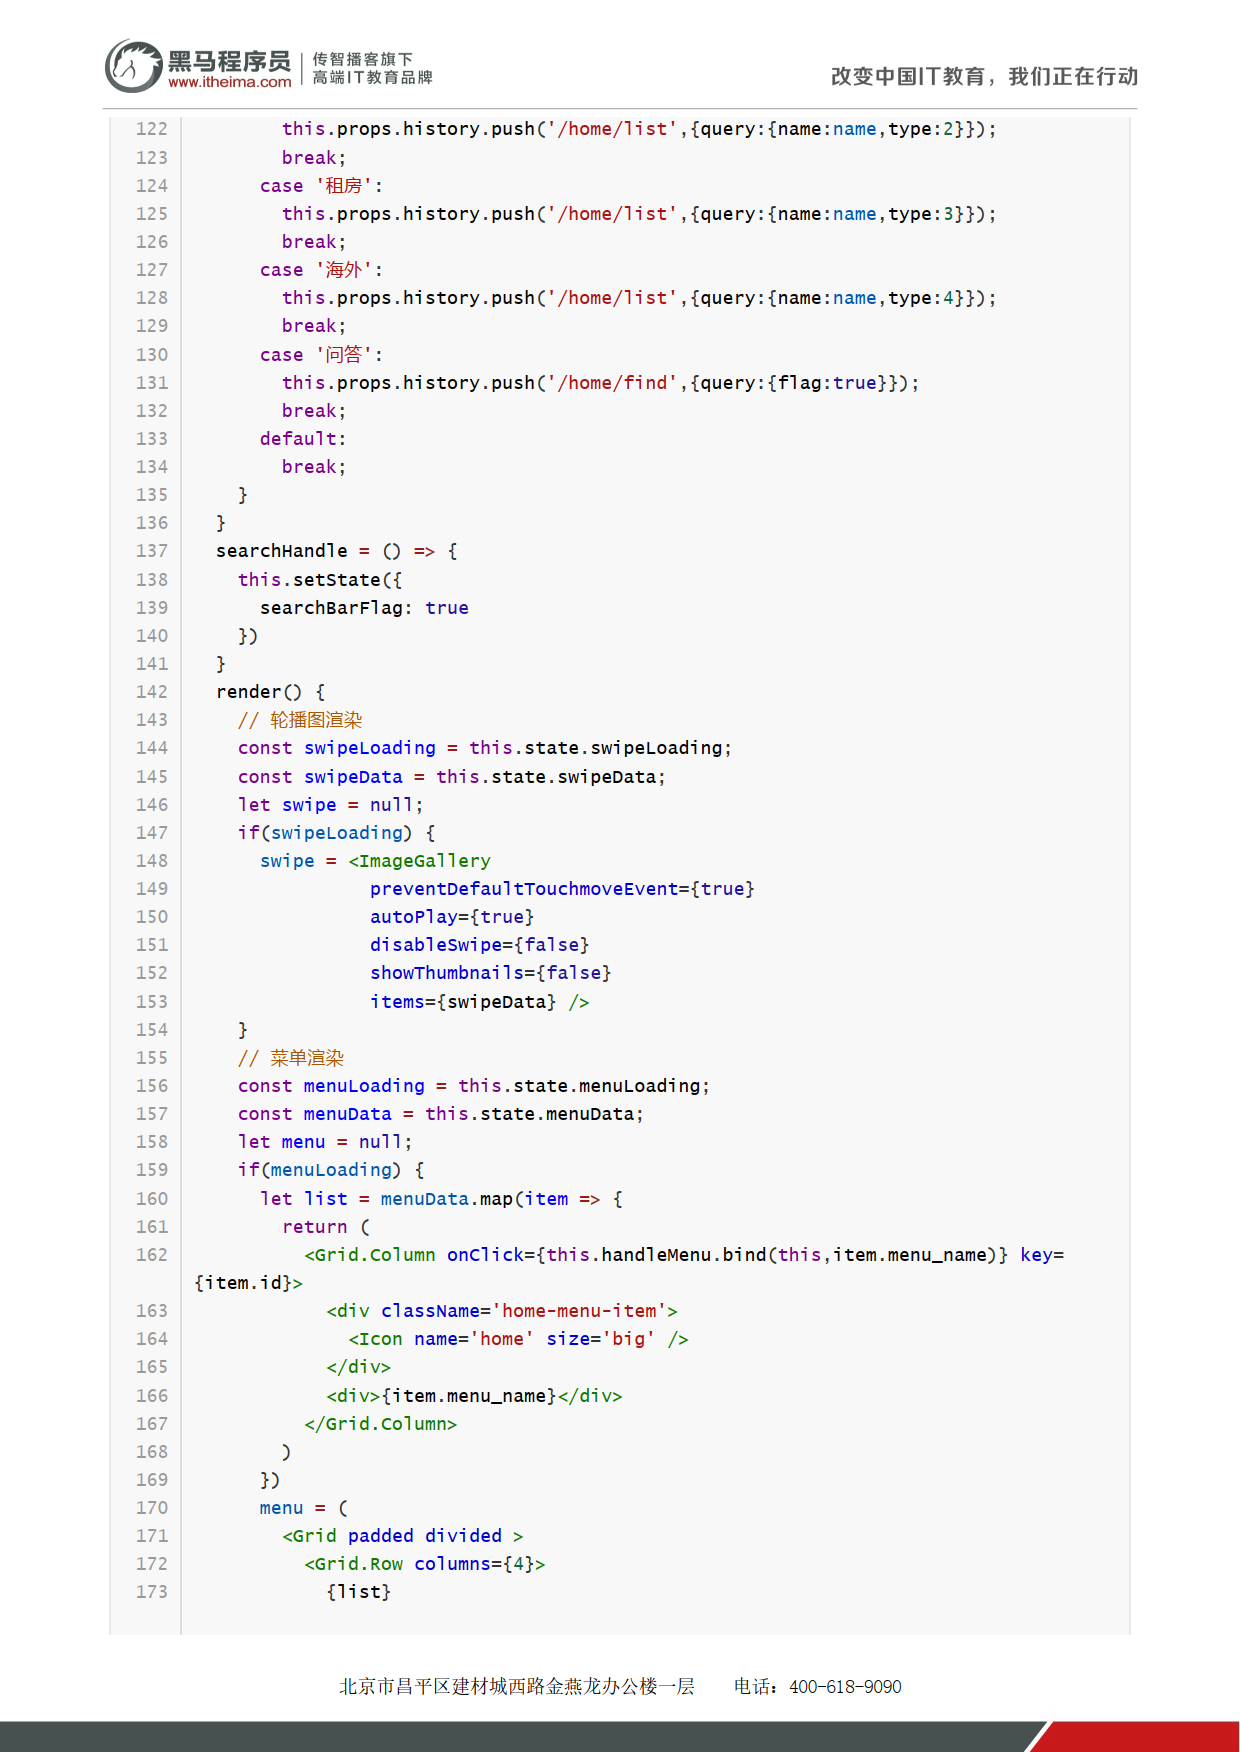 黑马程序员
www.itheima.com
传智播客旗下
高端IT教育品牌
改变中国IT教育，我们正在行动
122         this.props.history.push('/home/list',{query:{name:name,type:2}});
123         break;
124       case '租房':
125         this.props.history.push('/home/list',{query:{name:name,type:3}});
126         break;
127       case '海外':
128         this.props.history.push('/home/list',{query:{name:name,type:4}});
129         break;
130       case '问答':
131         this.props.history.push('/home/find',{query:{flag:true}});
132         break;
133       default:
134         break;
135     }
136   }
137   searchHandle = () => {
138     this.setState({
139       searchBarFlag: true
140     })
141   }
142   render() {
143     // 轮播图渲染
144     const swipeLoading = this.state.swipeLoading;
145     const swipeData = this.state.swipeData;
146     let swipe = null;
147     if(swipeLoading) {
148       swipe = <ImageGallery
149                 preventDefaultTouchmoveEvent={true}
150                 autoPlay={true}
151                 disableSwipe={false}
152                 showThumbnails={false}
153                 items={swipeData} />
154     }
155     // 菜单渲染
156     const menuLoading = this.state.menuLoading;
157     const menuData = this.state.menuData;
158     let menu = null;
159     if(menuLoading) {
160       let list = menuData.map(item => {
161         return (
162           <Grid.Column onClick={this.handleMenu.bind(this,item.menu_name)} key=
{item.id}>
163             <div className='home-menu-item'>
164               <Icon name='home' size='big' />
165             </div>
166             <div>{item.menu_name}</div>
167           </Grid.Column>
168         )
169       })
170       menu = (
171         <Grid padded divided >
172           <Grid.Row columns={4}>
173             {list}
北京市昌平区建材城西路金燕龙办公楼一层 电话：400-618-9090